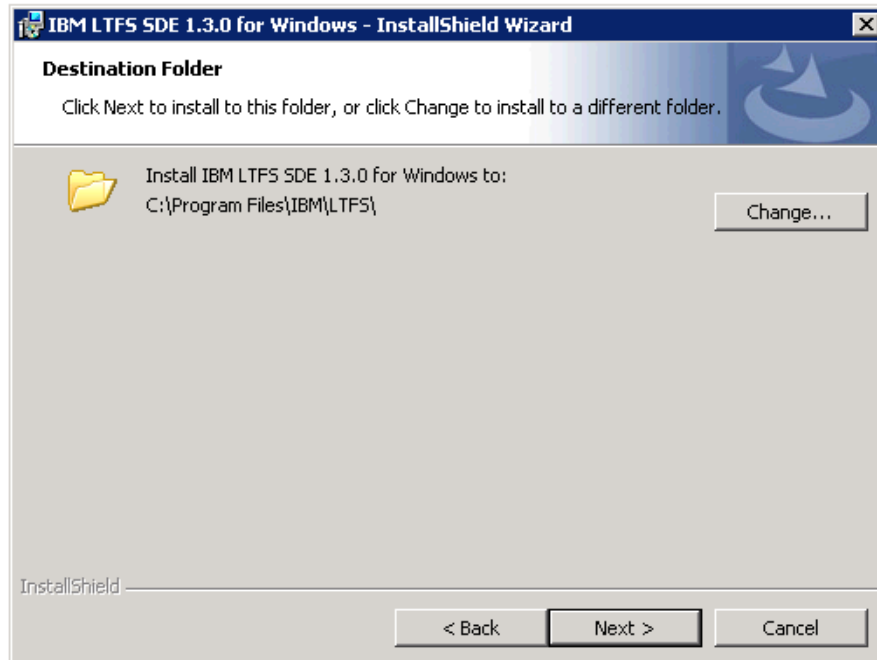 IBM LTFS SDE 1.3.0 for Windows - InstallShield Wizard
Destination Folder
Click Next to install to this folder, or click Change to install to a different folder.
Install IBM LTFS SDE 1.3.0 for Windows to:
C:\Program Files\IBM\LTFS\
Change...
InstallShield
< Back
Next >
Cancel